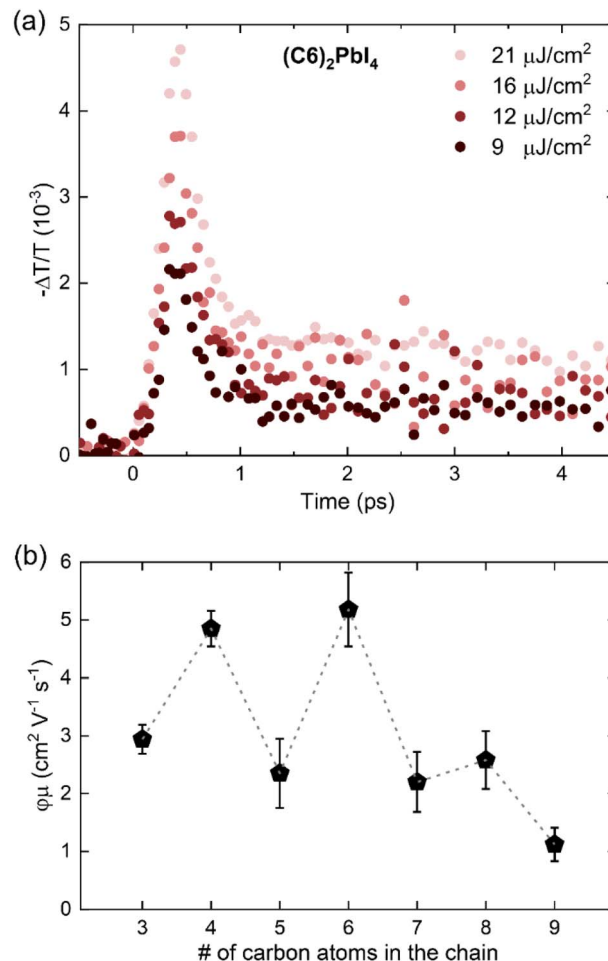 (a)
(C6)₂PbI₄
21 μJ/cm²
16 μJ/cm²
12 μJ/cm²
9 μJ/cm²
5
4
3
2
1
0
-ΔT/T (10⁻³)
0 1 2 3 4
Time (ps)
(b)
6
5
4
3
2
1
0
φμ (cm² V⁻¹ s⁻¹)
3 4 5 6 7 8 9
# of carbon atoms in the chain